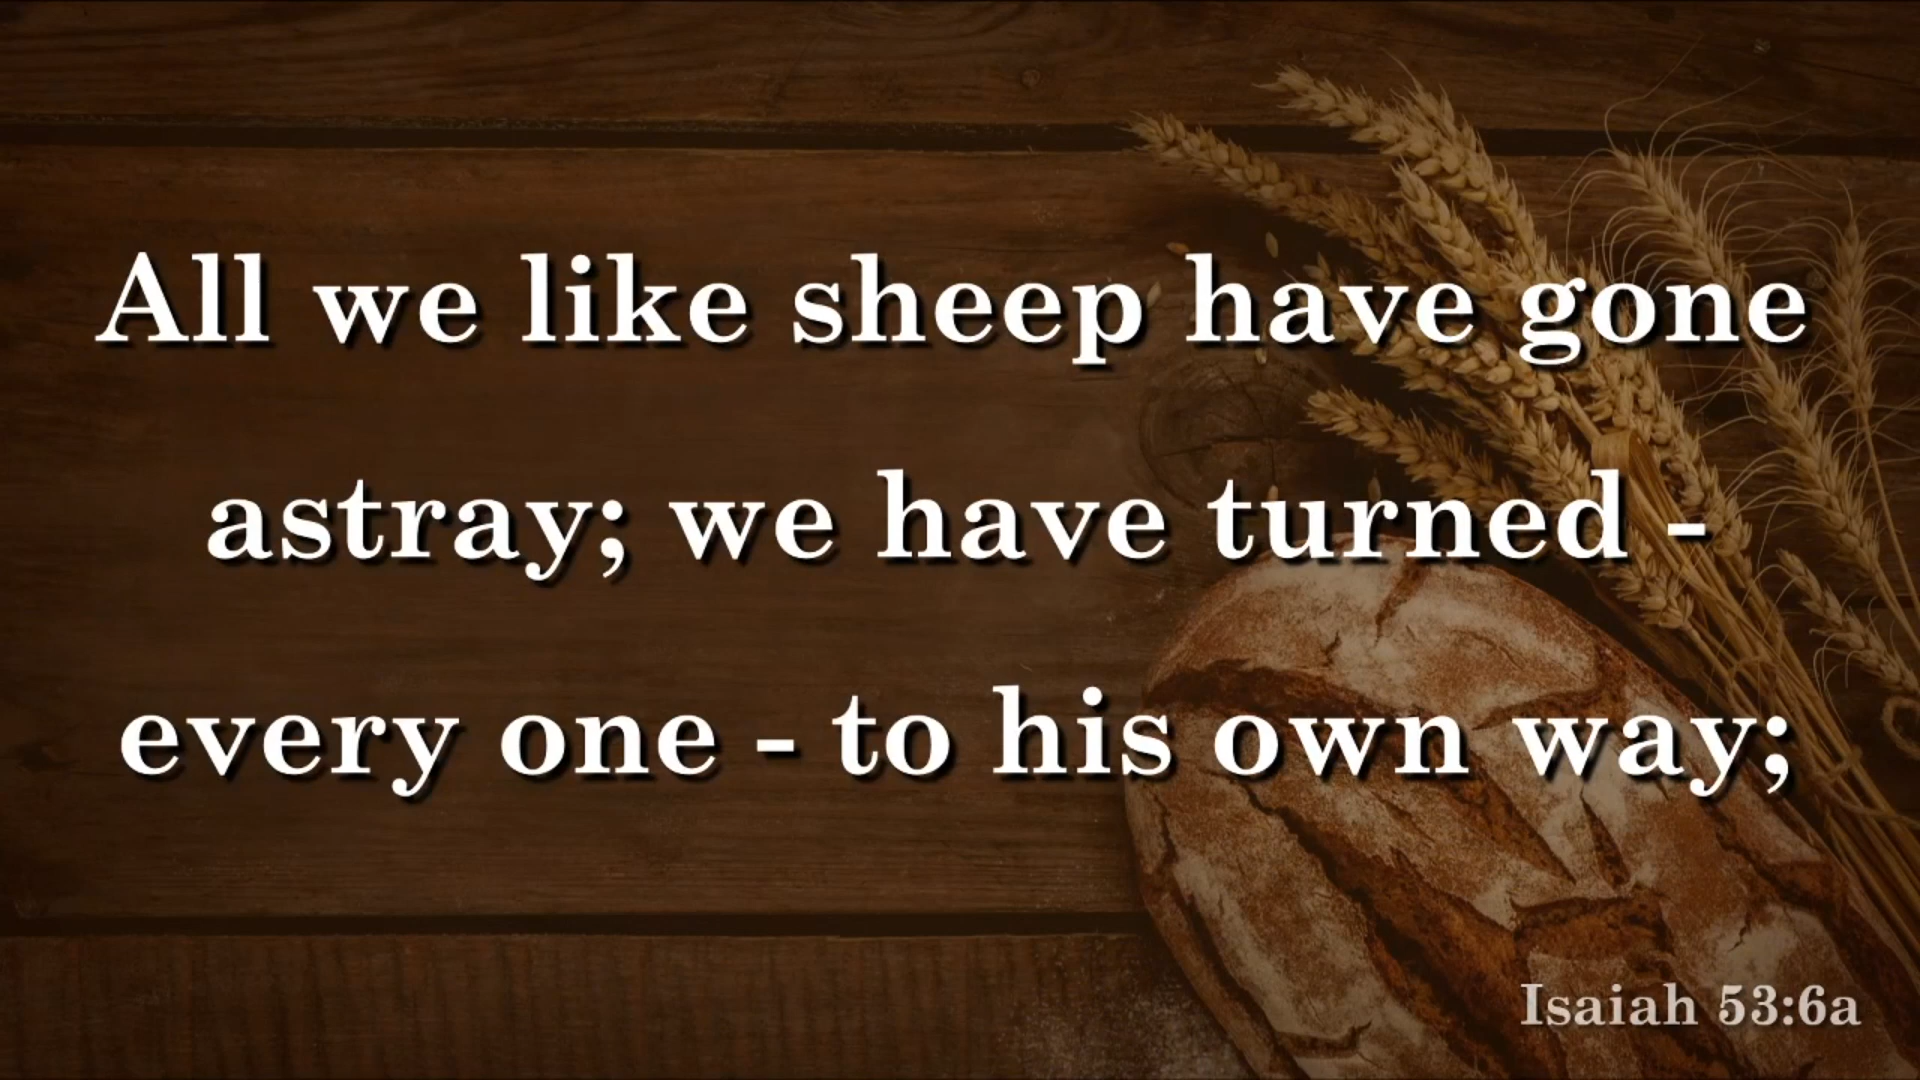 All we like sheep have gone
astray; we have turned -
every one - to his own way;
Isaiah 53:6a